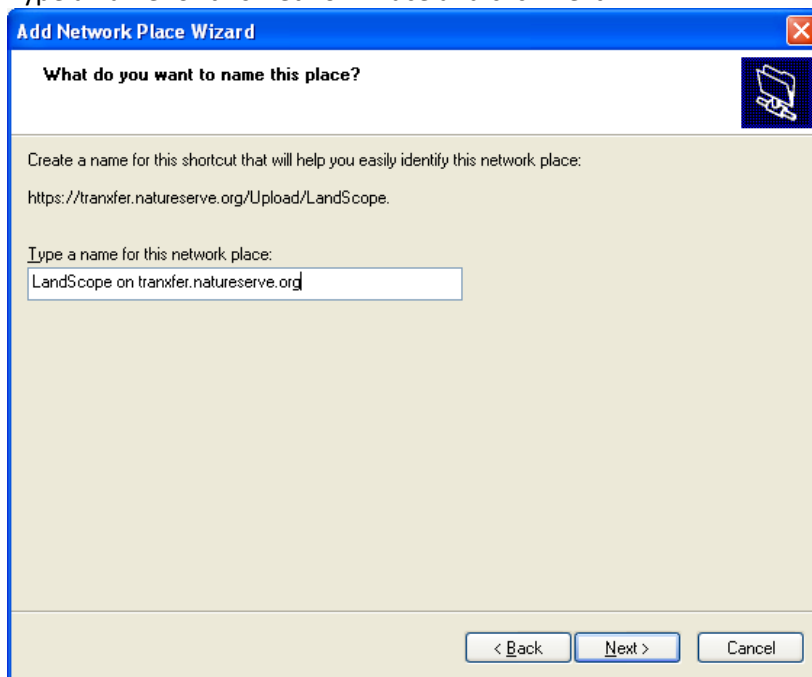 Add Network Place Wizard
What do you want to name this place?
Create a name for this shortcut that will help you easily identify this network place:
https://tranxfer.natureserve.org/Upload/LandScope.
Type a name for this network place:
LandScope on tranxfer.natureserve.org
< Back
Next >
Cancel